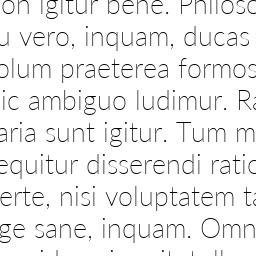 on igitur bene. Philoso
u vero, inquam, ducas
olum praeterea formos
ic ambiguo ludimur. Ra
aria sunt igitur. Tum m
equitur disserendi ratio
erte, nisi voluptatem ta
ge sane, inquam. Omn